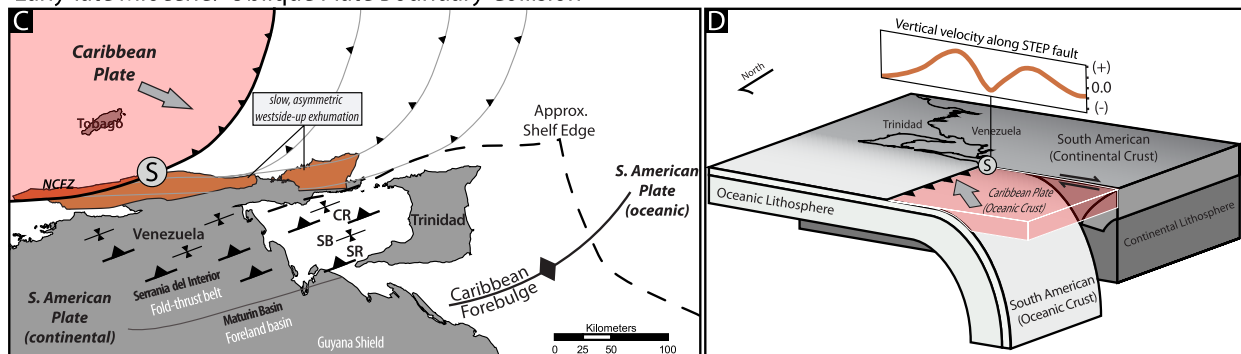 Early-late Miocene: Oblique Plate Boundary Collision
C
Caribbean
Plate
Tobago
slow, asymmetric
westside-up exhumation
Approx.
Shelf Edge
S. American
Plate
(oceanic)
NCFZ
S
CR
Trinidad
Venezuela
SB
SR
Serrania del Interior
Fold-thrust belt
S. American
Plate
(continental)
Maturin Basin
Foreland basin
Caribbean
Forebulge
Guyana Shield
Kilometers
0 25 50 100
D
Vertical velocity along STEP fault
(+)
0.0
(-)
North
Trinidad
Venezuela
South American
(Continental Crust)
S
Caribbean Plate
(Oceanic Crust)
Oceanic Lithosphere
Continental Lithosphere
South American
(Oceanic Crust)